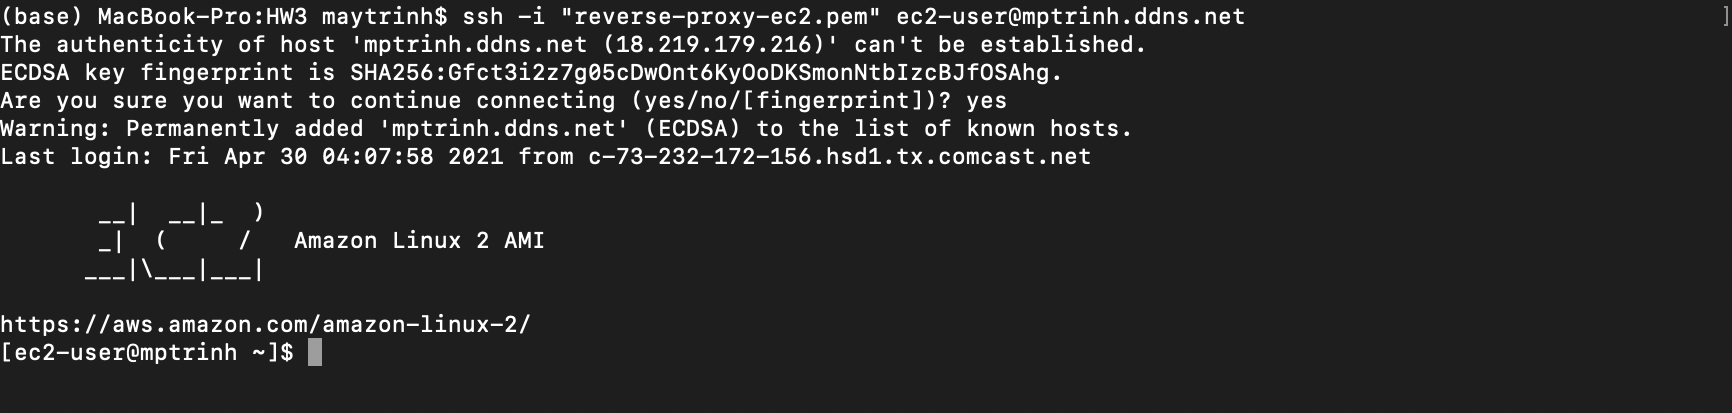 (base) MacBook-Pro:HW3 maytrinh$ ssh -i "reverse-proxy-ec2.pem" ec2-user@mptrinh.ddns.net ]
The authenticity of host 'mptrinh.ddns.net (18.219.179.216)' can't be established.
ECDSA key fingerprint is SHA256:Gfct3i2z7g05cDwOnt6KyOoDKSmonNtbIzcBJfOSAhg.
Are you sure you want to continue connecting (yes/no/[fingerprint])? yes
Warning: Permanently added 'mptrinh.ddns.net' (ECDSA) to the list of known hosts.
Last login: Fri Apr 30 04:07:58 2021 from c-73-232-172-156.hsd1.tx.comcast.net
       __|  __|_  )
       _|  (     /   Amazon Linux 2 AMI
      ___|\___|___|
https://aws.amazon.com/amazon-linux-2/
[ec2-user@mptrinh ~]$